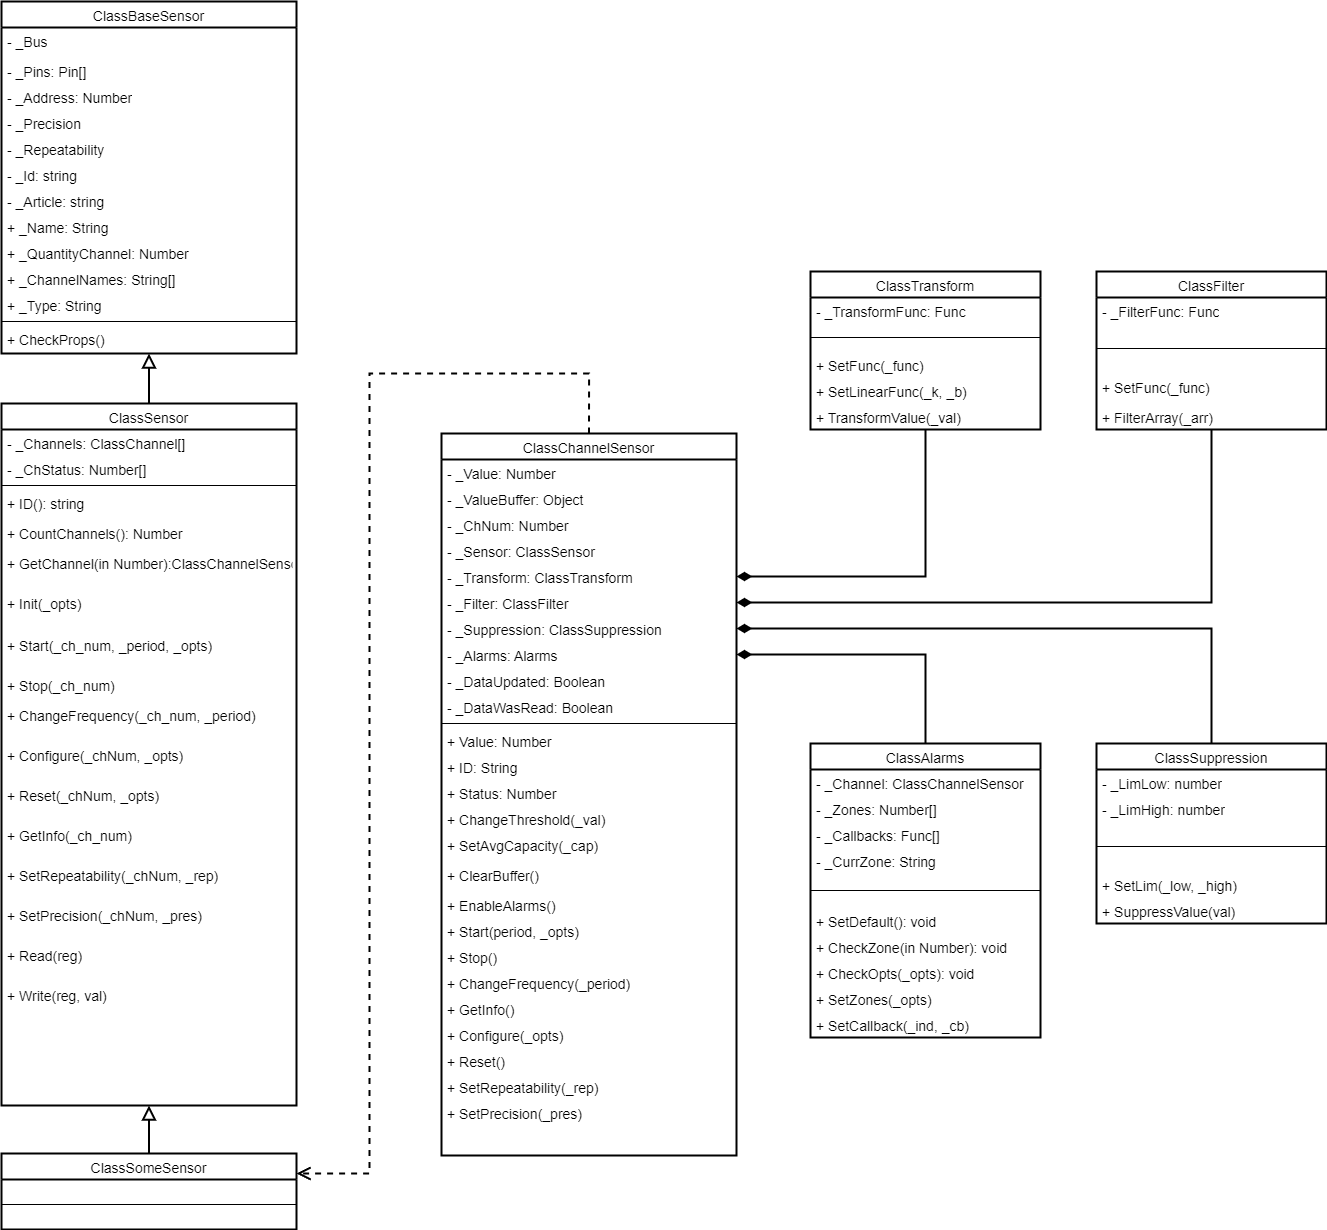 ClassBaseSensor
- _Bus
- _Pins: Pin[]
- _Address: Number
- _Precision
- _Repeatability
- _Id: string
- _Article: string
+ _Name: String
+ _QuantityChannel: Number
+ _ChannelNames: String[]
+ _Type: String
+ CheckProps()
ClassSensor
- _Channels: ClassChannel[]
- _ChStatus: Number[]
+ ID(): string
+ CountChannels(): Number
+ GetChannel(in Number):ClassChannelSens
+ Init(_opts)
+ Start(_ch_num, _period, _opts)
+ Stop(_ch_num)
+ ChangeFrequency(_ch_num, _period)
+ Configure(_chNum, _opts)
+ Reset(_chNum, _opts)
+ GetInfo(_ch_num)
+ SetRepeatability(_chNum, _rep)
+ SetPrecision(_chNum, _pres)
+ Read(reg)
+ Write(reg, val)
ClassSomeSensor
ClassChannelSensor
- _Value: Number
- _ValueBuffer: Object
- _ChNum: Number
- _Sensor: ClassSensor
- _Transform: ClassTransform
- _Filter: ClassFilter
- _Suppression: ClassSuppression
- _Alarms: Alarms
- _DataUpdated: Boolean
- _DataWasRead: Boolean
+ Value: Number
+ ID: String
+ Status: Number
+ ChangeThreshold(_val)
+ SetAvgCapacity(_cap)
+ ClearBuffer()
+ EnableAlarms()
+ Start(period, _opts)
+ Stop()
+ ChangeFrequency(_period)
+ GetInfo()
+ Configure(_opts)
+ Reset()
+ SetRepeatability(_rep)
+ SetPrecision(_pres)
ClassTransform
- _TransformFunc: Func
+ SetFunc(_func)
+ SetLinearFunc(_k, _b)
+ TransformValue(_val)
ClassFilter
- _FilterFunc: Func
+ SetFunc(_func)
+ FilterArray(_arr)
ClassAlarms
- _Channel: ClassChannelSensor
- _Zones: Number[]
- _Callbacks: Func[]
- _CurrZone: String
+ SetDefault(): void
+ CheckZone(in Number): void
+ CheckOpts(_opts): void
+ SetZones(_opts)
+ SetCallback(_ind, _cb)
ClassSuppression
- _LimLow: number
- _LimHigh: number
+ SetLim(_low, _high)
+ SuppressValue(val)